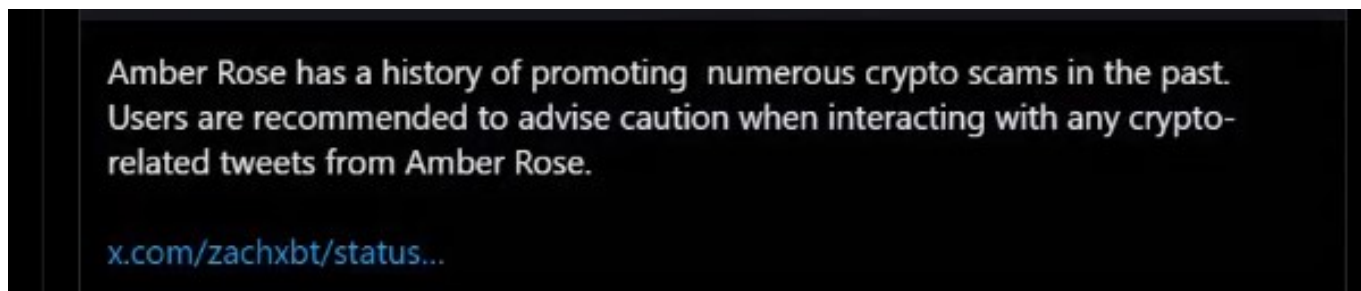 Amber Rose has a history of promoting  numerous crypto scams in the past.
Users are recommended to advise caution when interacting with any crypto-
related tweets from Amber Rose.
x.com/zachxbt/status...